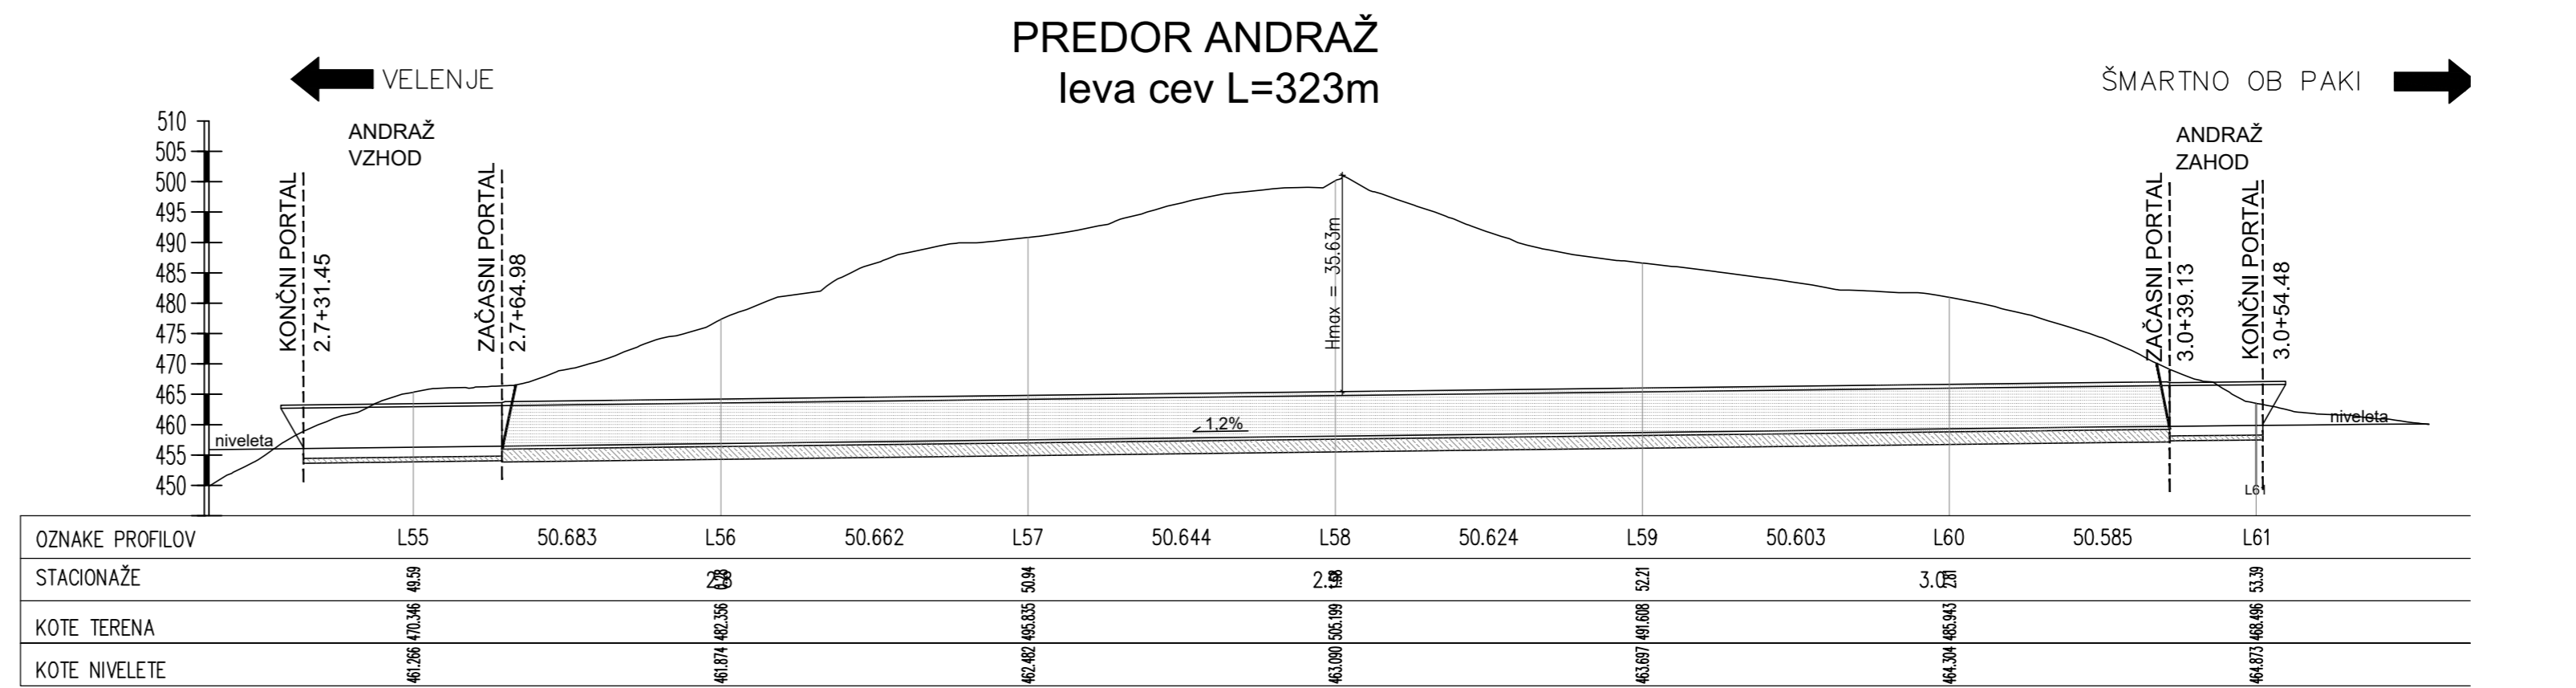 PREDOR ANDRAŽ
leva cev L=323m
VELENJE
ŠMARTNO OB PAKI
510
505
500
495
490
485
480
475
470
465
460
455
450
ANDRAŽ
VZHOD
KONČNI PORTAL
2.7+31.45
ZAČASNI PORTAL
2.7+64.98
Hmax = 35.63m
ANDRAŽ
ZAHOD
ZAČASNI PORTAL
3.0+39.13
KONČNI PORTAL
3.0+54.48
niveleta
1.2%
niveleta
L61
OZNAKE PROFILOV L55 50.683 L56 50.662 L57 50.644 L58 50.624 L59 50.603 L60 50.585 L61
STACIONAŽE 49.59 50.94 52.21 53.39
KOTE TERENA 470.346 482.356 495.835 505.199 491.608 485.943 468.496
KOTE NIVELETE 461.266 461.874 462.482 463.090 463.697 464.304 464.873